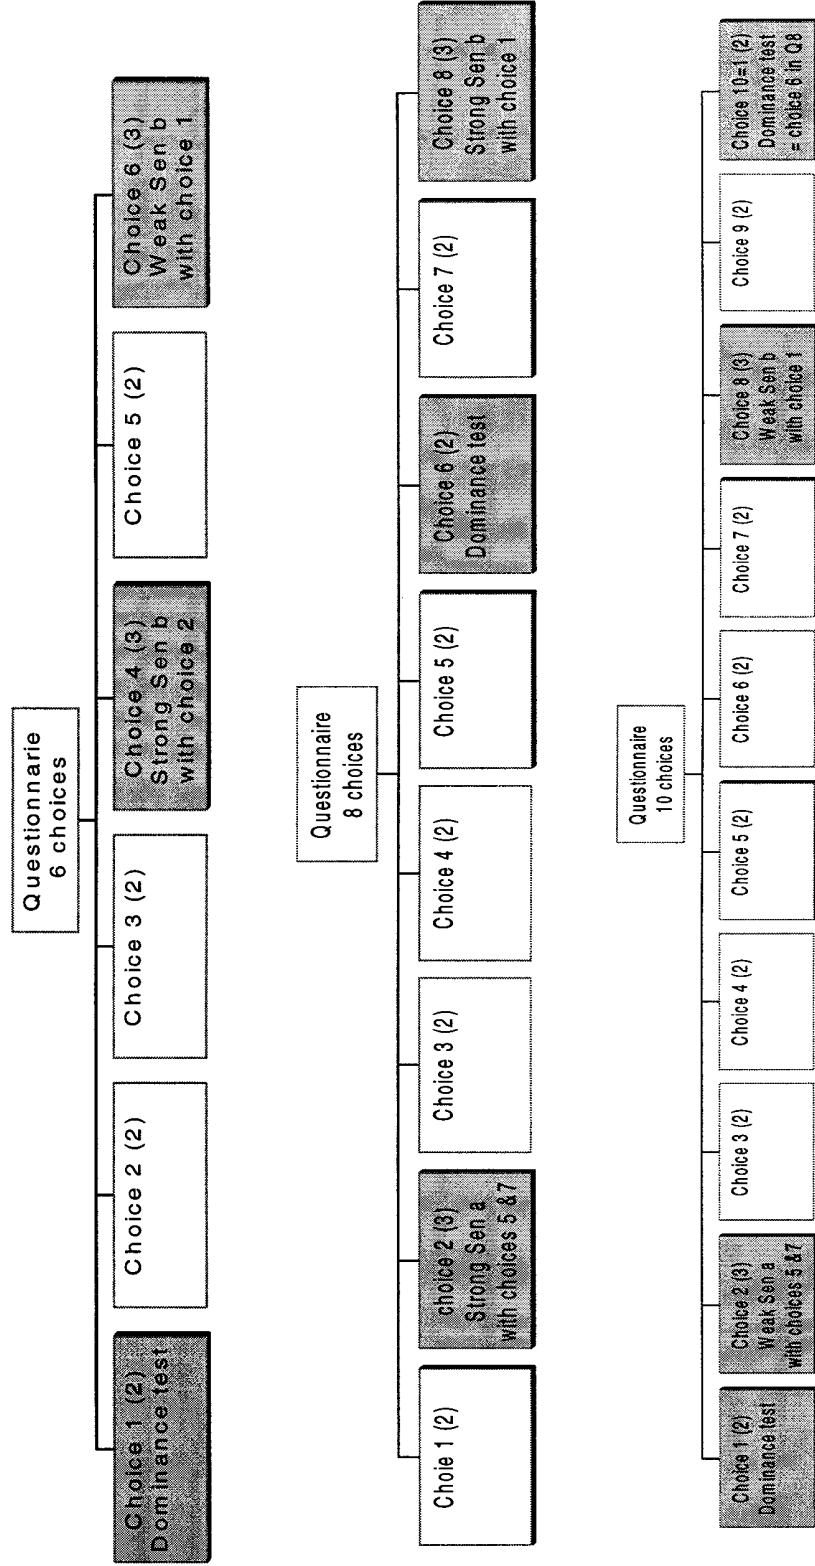 Questionnarie
6 choices
Choice 1 (2)
Dominance test
Choice 2 (2)
Choice 3 (2)
Choice 4 (3)
Strong Sen b
with choice 2
Choice 5 (2)
Choice 6 (3)
Weak Sen b
with choice 1
Questionnaire
8 choices
Choie 1 (2)
choice 2 (3)
Strong Sen a
with choices 5 &7
Choice 3 (2)
Choice 4 (2)
Choice 5 (2)
Choice 6 (2)
Dominance test
Choice 7 (2)
Choice 8 (3)
Strong Sen b
with choice 1
Questionnaire
10 choices
Choice 1 (2)
Dominance test
Choice 2 (3)
Weak Sen a
with choices 5 &7
Choice 3 (2)
Choice 4 (2)
Choice 5 (2)
Choice 6 (2)
Choice 7 (2)
Choice 8 (3)
Weak Sen b
with choice 1
Choice 9 (2)
Choice 10=1 (2)
Dominance test
= choice 6 in Q8